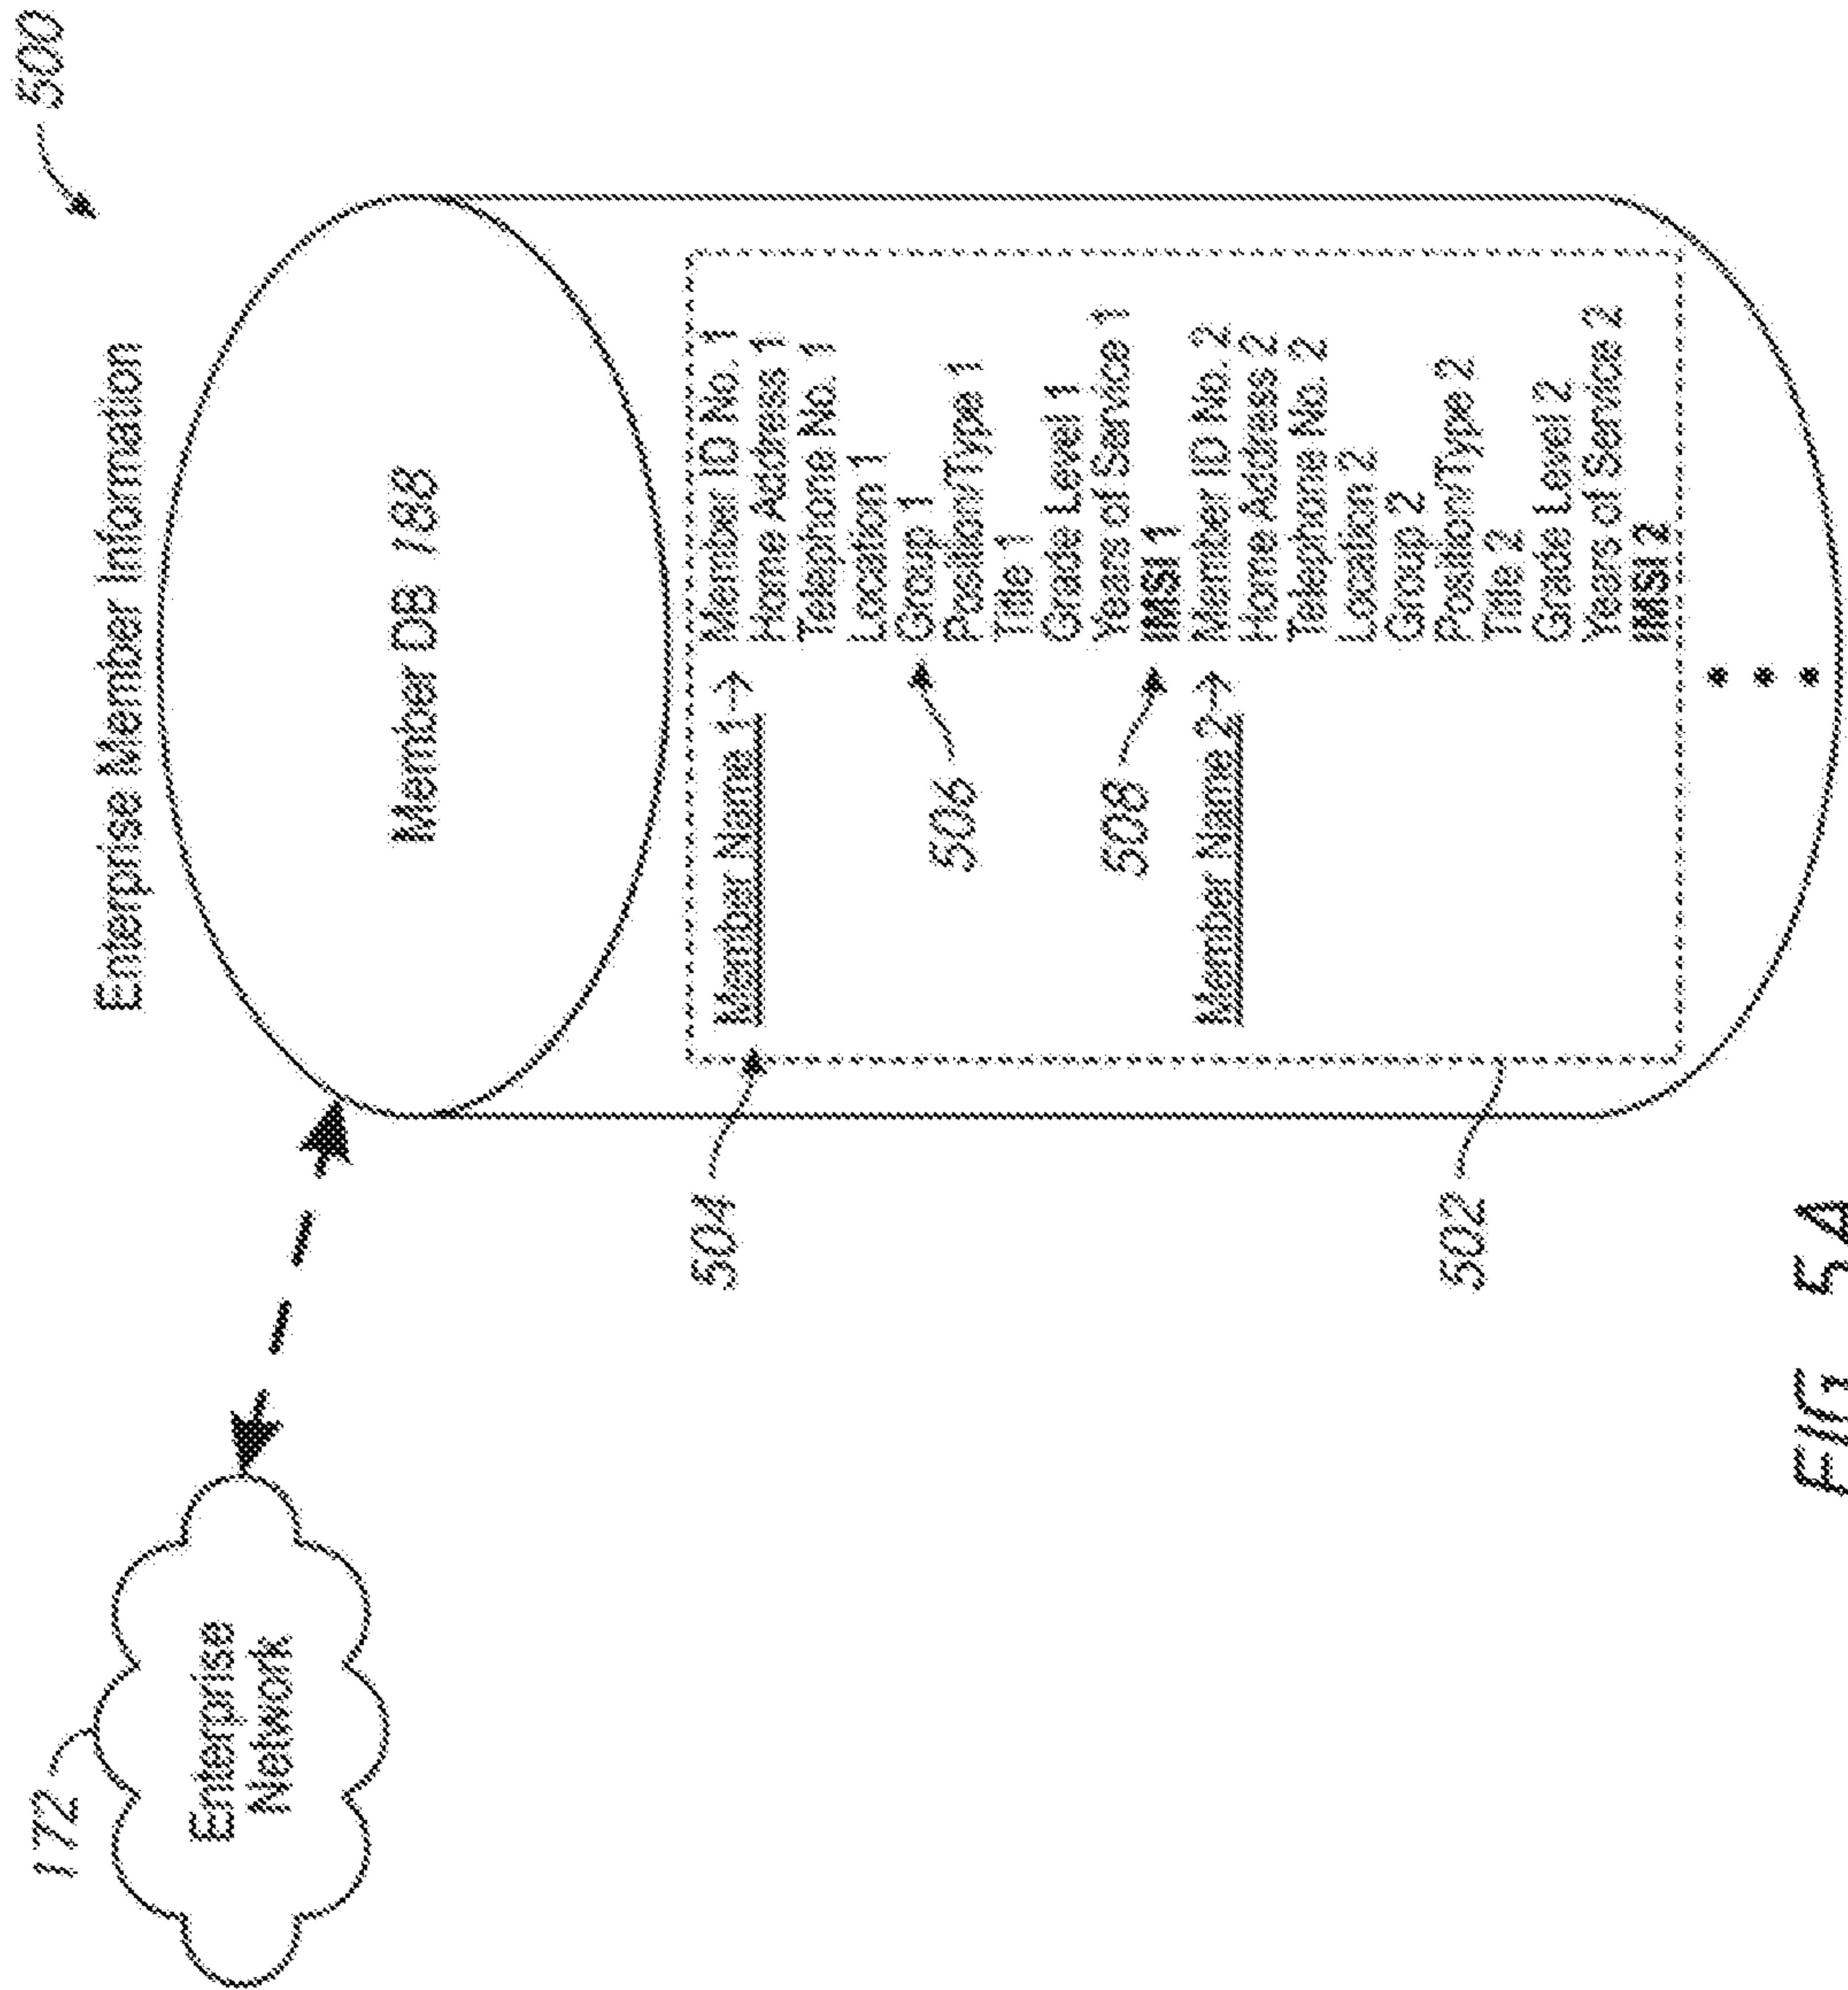 500
Enterprise Member Information
172
Enterprise
Network
Member DB 188
504
Member Name 1→ Member ID No. 1
Home Address 1
Telephone No. 1
Location 1
506
Group 1
Position/Type 1
Title 1
Grade Level 1
Years of Service 1
508
IMSI 1
Member Name 2→ Member ID No. 2
Home Address 2
Telephone No. 2
Location 2
Group 2
Position/Type 2
Title 2
Grade Level 2
502
Years of Service 2
IMSI 2
FIG. 5A